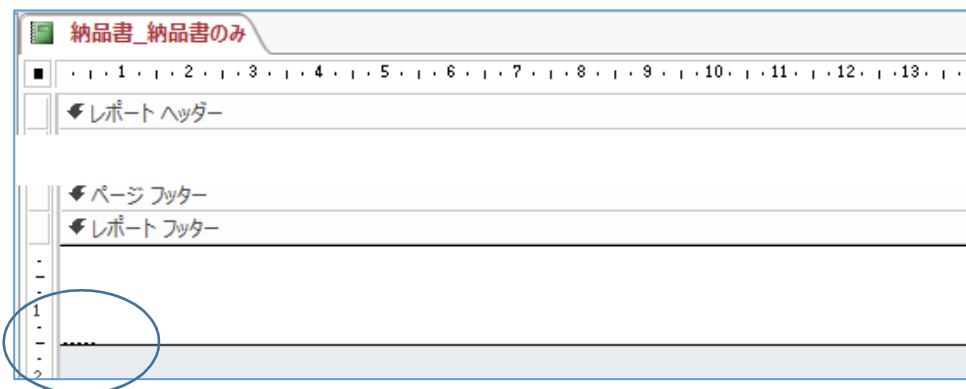 納品書_納品書のみ
1 2 3 4 5 6 7 8 9 10 11 12 13
レポート ヘッダー
ページ フッター
レポート フッター
1
2